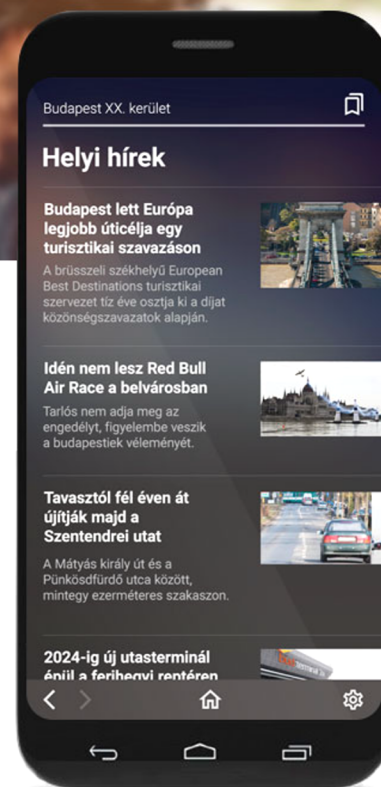 Budapest XX. kerület
Helyi hírek
Budapest lett Európa
legjobb úticélja egy
turisztikai szavazáson
A brüsszeli székhelyű European
Best Destinations turisztikai
szervezet tíz éve osztja ki a díjat
közönségszavazatok alapján.
Idén nem lesz Red Bull
Air Race a belvárosban
Tarlós nem adja meg az
engedélyt, figyelembe veszik
a budapestiek véleményét.
Tavasztól fél éven át
újítják majd a
Szentendrei utat
A Mátyás király út és a
Pünkösdfürdő utca között,
mintegy ezerméteres szakaszon.
2024-ig új utasterminál
épül a ferihegyi reptéren